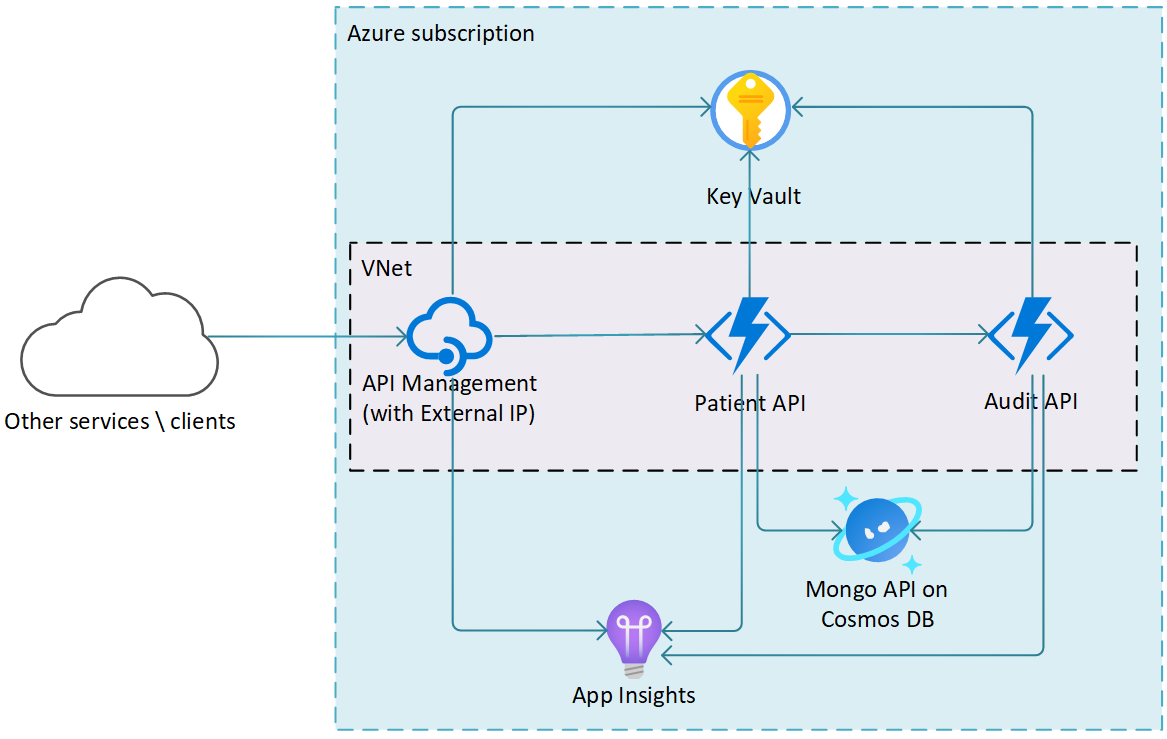 Azure subscription
Key Vault
VNet
API Management
(with External IP)
Patient API
Audit API
Other services \ clients
Mongo API on
Cosmos DB
App Insights